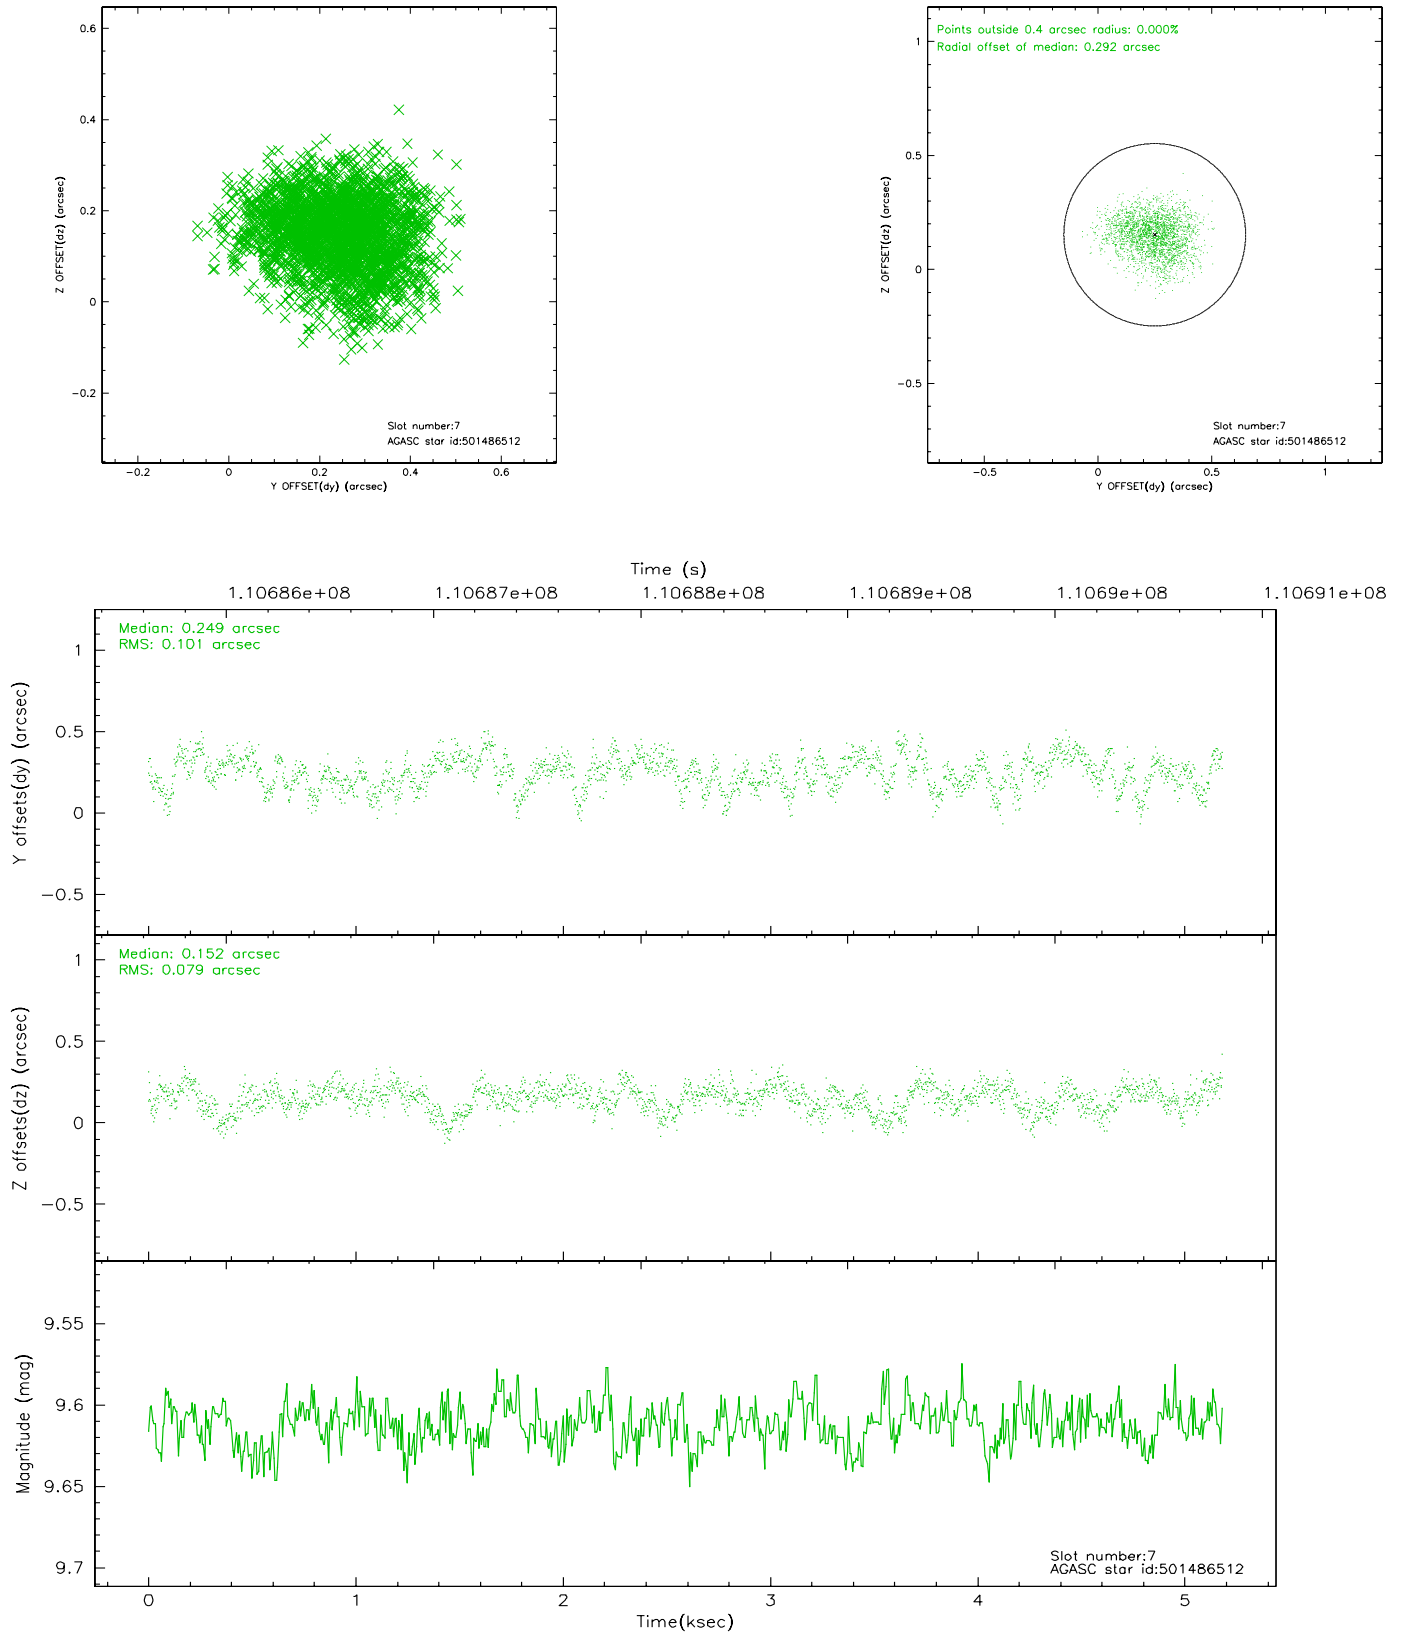 0.6
0.4
0.2
0
−0.2
Z OFFSET(dz) (arcsec)
−0.2 0 0.2 0.4 0.6
Y OFFSET(dy) (arcsec)
Slot number:7
AGASC star id:501486512
Points outside 0.4 arcsec radius: 0.000%
Radial offset of median: 0.292 arcsec
1
0.5
0
−0.5
Z OFFSET(dz) (arcsec)
−0.5 0 0.5 1
Y OFFSET(dy) (arcsec)
Slot number:7
AGASC star id:501486512
Time (s)
1.10686e+08 1.10687e+08 1.10688e+08 1.10689e+08 1.1069e+08 1.10691e+08
Median: 0.249 arcsec
RMS: 0.101 arcsec
1
0.5
0
−0.5
Y offsets(dy) (arcsec)
Median: 0.152 arcsec
RMS: 0.079 arcsec
1
0.5
0
−0.5
Z offsets(dz) (arcsec)
9.55
9.6
9.65
9.7
Magnitude (mag)
Slot number:7
AGASC star id:501486512
0 1 2 3 4 5
Time(ksec)